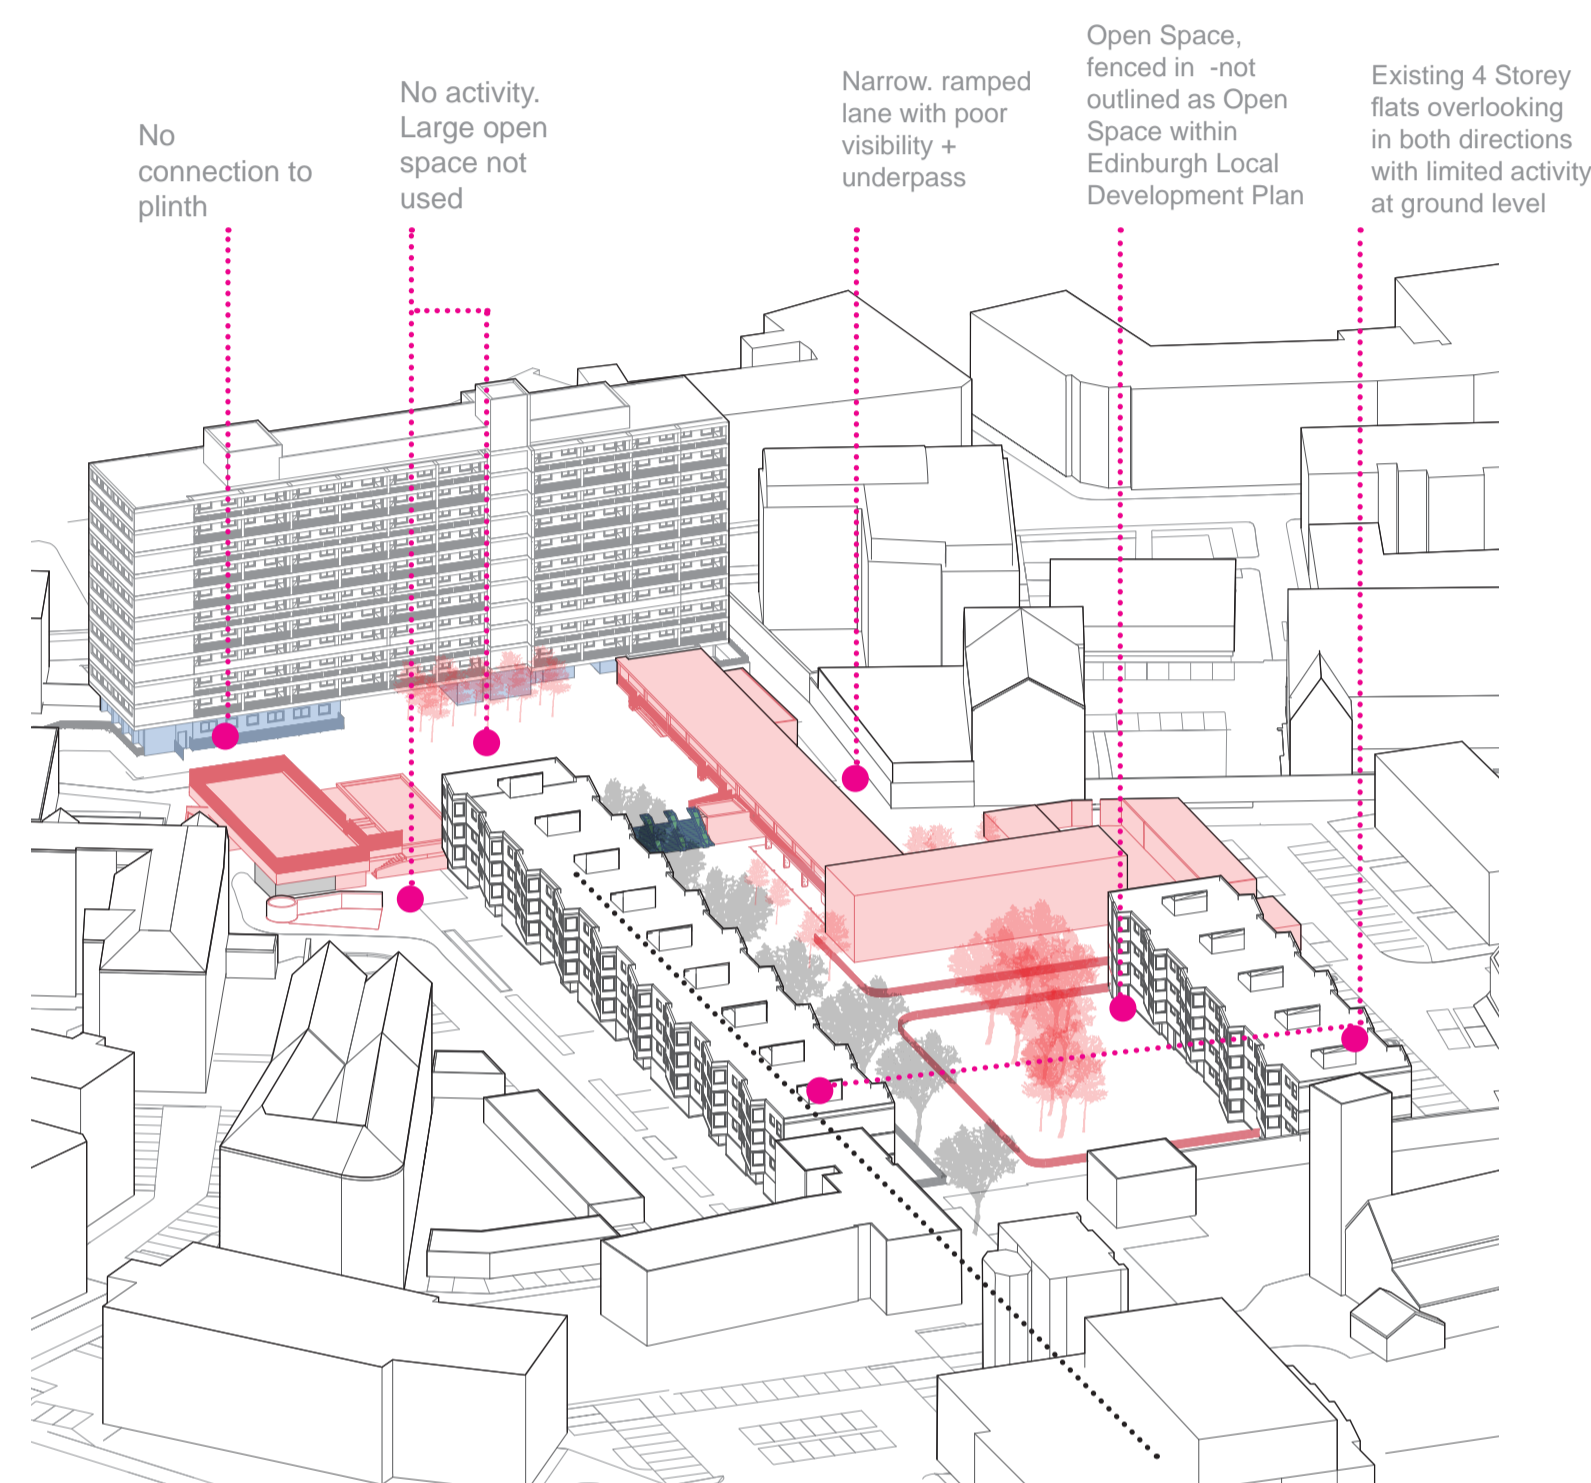 No
connection to
plinth
No activity.
Large open
space not
used
Narrow. ramped
lane with poor
visibility +
underpass
Open Space,
fenced in -not
outlined as Open
Space within
Edinburgh Local
Development Plan
Existing 4 Storey
flats overlooking
in both directions
with limited activity
at ground level